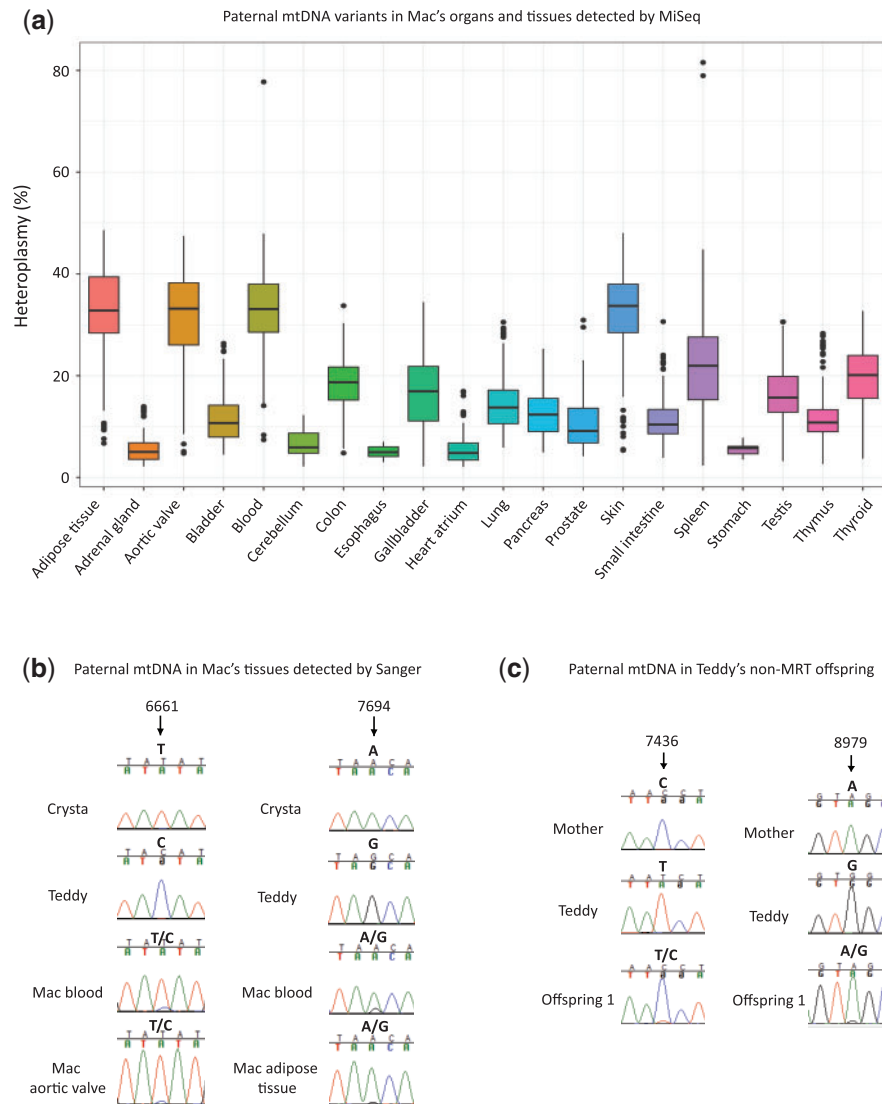 (a)
Paternal mtDNA variants in Mac's organs and tissues detected by MiSeq
Heteroplasmy (%)
80
60
40
20
0
Adipose tissue
Adrenal gland
Aortic valve
Bladder
Blood
Cerebellum
Colon
Esophagus
Gallbladder
Heart atrium
Lung
Pancreas
Prostate
Skin
Small intestine
Spleen
Stomach
Testis
Thymus
Thyroid
(b)
Paternal mtDNA in Mac's tissues detected by Sanger
6661
T
T A T A T
Crysta
C
T A C A T
Teddy
T/C
T A T A T
Mac blood
T/C
T A T A T
Mac
aortic valve
7694
A
T A A C A
Crysta
G
T A G C A
Teddy
A/G
T A A C A
Mac blood
A/G
T A A C A
Mac adipose
tissue
(c)
Paternal mtDNA in Teddy's non-MRT offspring
7436
C
A A C C T
Mother
T
Teddy
T/C
A A C C T
Offspring 1
8979
A
G T A G
Mother
G
G T G G
Teddy
A/G
G T A G
Offspring 1